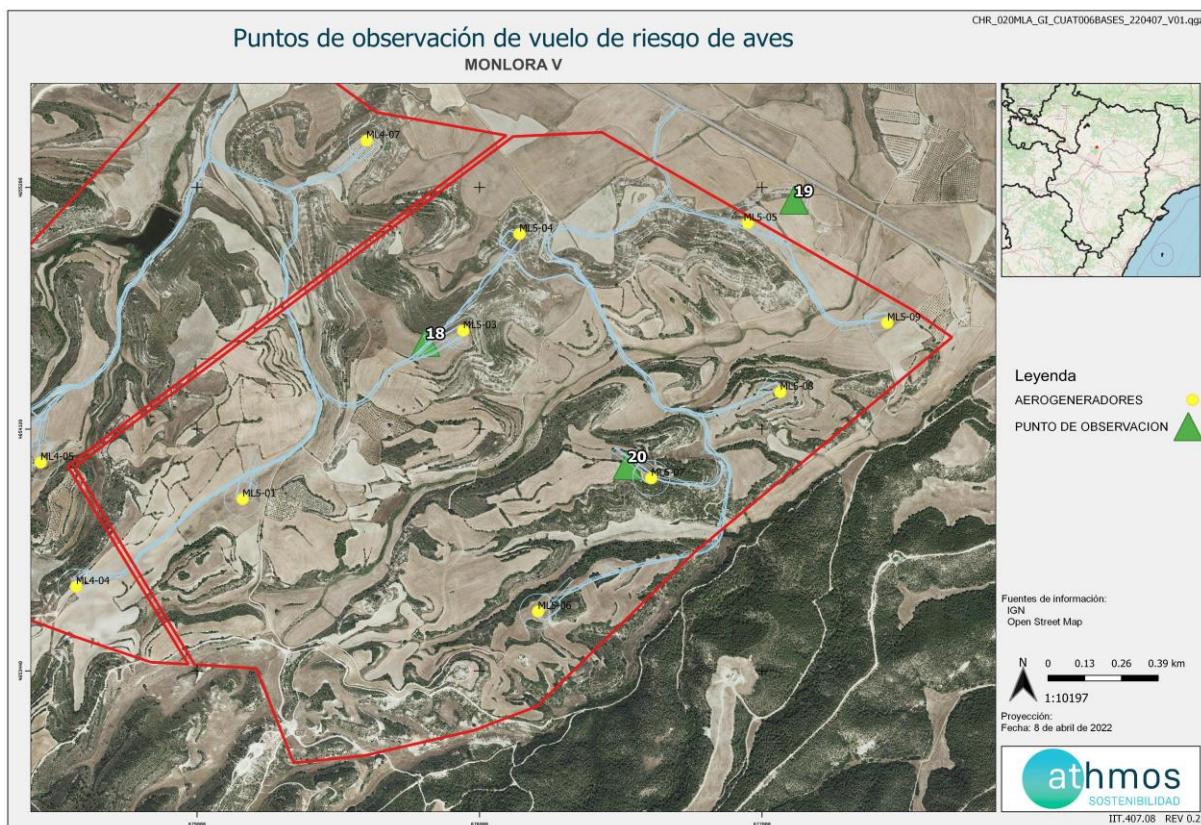 CHR_020MLA_GI_CUAT006BASES_220407_V01.qgz
Puntos de observación de vuelo de riesgo de aves
MONLORA V
ML4-07
19
ML5-05
ML5-04
18
ML5-03
ML5-09
ML5-08
ML4-05
20
ML5-07
ML5-01
ML4-04
ML5-06
Leyenda
AEROGENERADORES
PUNTO DE OBSERVACION
Fuentes de información:
IGN
Open Street Map
N 0 0.13 0.26 0.39 km
1:10197
Proyección:
Fecha: 8 de abril de 2022
athmos
SOSTENIBILIDAD
IIT.407.08 REV 0.2